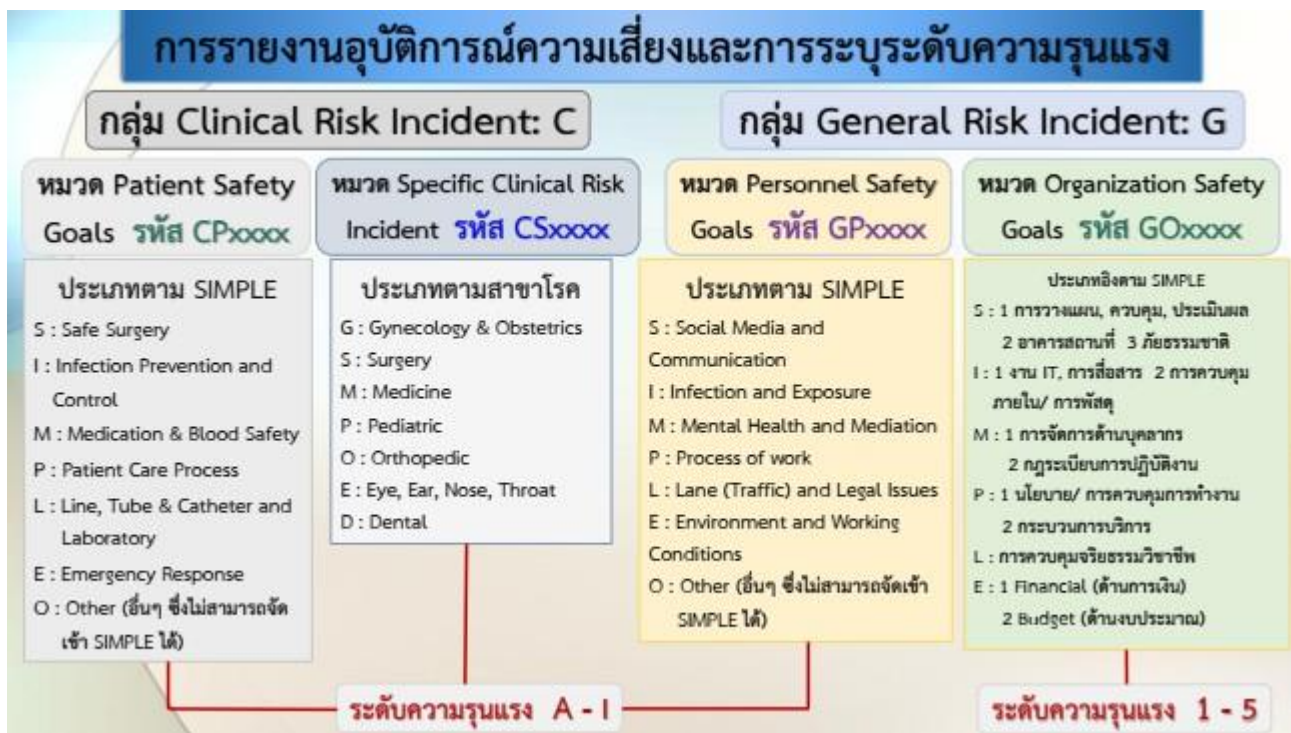 การรายงานอุบัติการณ์ความเสี่ยงและการระบุระดับความรุนแรง
กลุ่ม Clinical Risk Incident: C
กลุ่ม General Risk Incident: G
หมวด Patient Safety
Goals รหัส CPxxxx
หมวด Specific Clinical Risk
Incident รหัส CSxxxx
หมวด Personnel Safety
Goals รหัส GPxxxx
หมวด Organization Safety
Goals รหัส GOxxxx
ประเภทตาม SIMPLE
S : Safe Surgery
I : Infection Prevention and
Control
M : Medication & Blood Safety
P : Patient Care Process
L : Line, Tube & Catheter and
Laboratory
E : Emergency Response
O : Other (อื่นๆ ซึ่งไม่สามารถจัด
เข้า SIMPLE ได้)
ประเภทตามสาขาโรค
G : Gynecology & Obstetrics
S : Surgery
M : Medicine
P : Pediatric
O : Orthopedic
E : Eye, Ear, Nose, Throat
D : Dental
ประเภทตาม SIMPLE
S : Social Media and
Communication
I : Infection and Exposure
M : Mental Health and Mediation
P : Process of work
L : Lane (Traffic) and Legal Issues
E : Environment and Working
Conditions
O : Other (อื่นๆ ซึ่งไม่สามารถจัดเข้า
SIMPLE ได้)
ประเภทอิงตาม SIMPLE
S : 1 การวางแผน, ควบคุม, ประเมินผล
2 อาคารสถานที่ 3 ภัยธรรมชาติ
I : 1 งาน IT, การสื่อสาร 2 การควบคุม
ภายใน/ การพัสดุ
M : 1 การจัดการด้านบุคลากร
2 กฎระเบียบการปฏิบัติงาน
P : 1 นโยบาย/ การควบคุมการทำงาน
2 กระบวนการบริการ
L : การควบคุมจริยธรรมวิชาชีพ
E : 1 Financial (ด้านการเงิน)
2 Budget (ด้านงบประมาณ)
ระดับความรุนแรง A - I
ระดับความรุนแรง 1 - 5